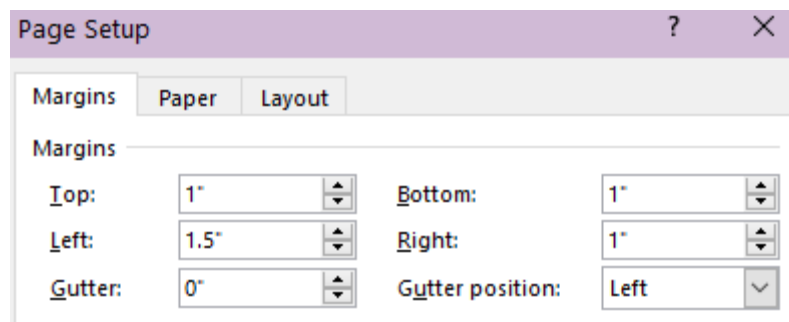 Page Setup ? ×
Margins Paper Layout
Margins
Top: 1" Bottom: 1"
Left: 1.5" Right: 1"
Gutter: 0" Gutter position: Left